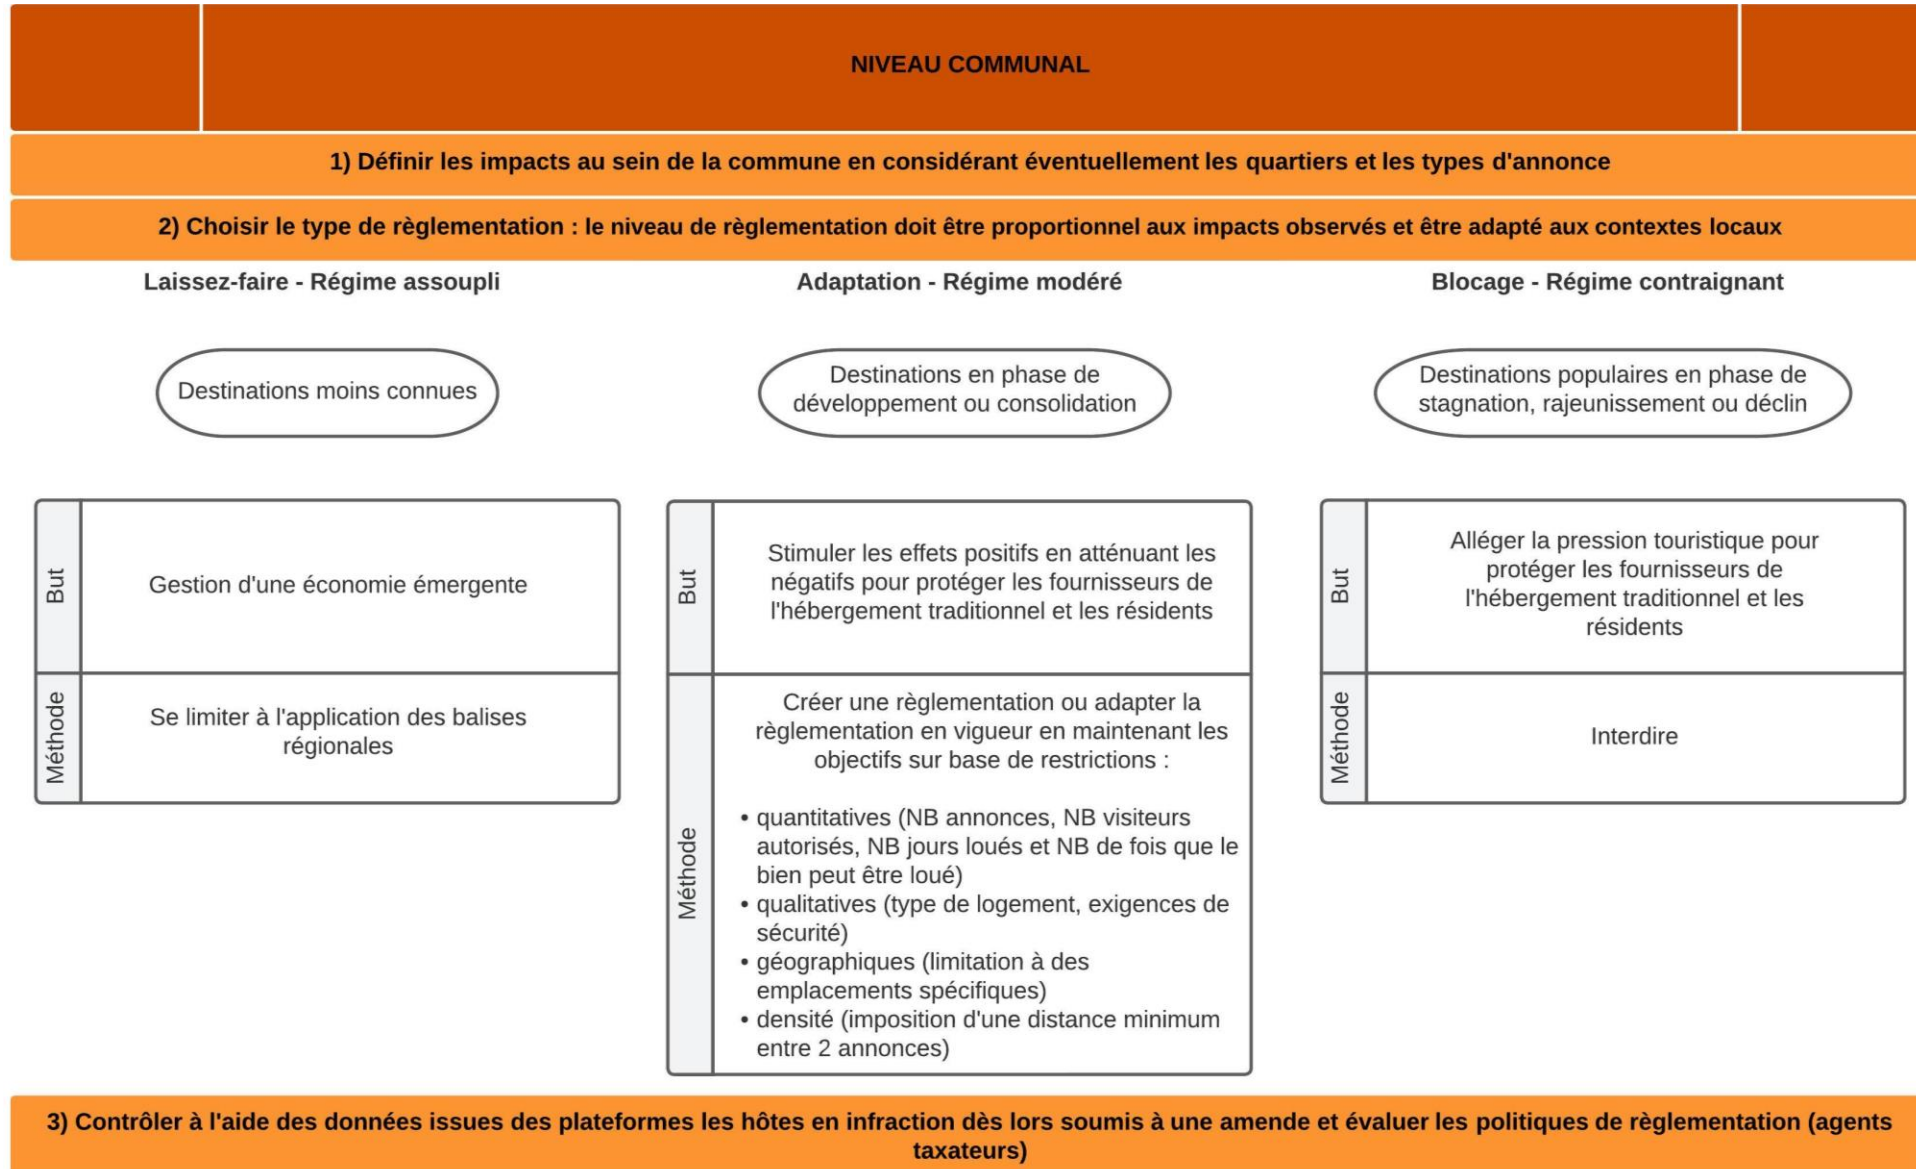 NIVEAU COMMUNAL
1) Définir les impacts au sein de la commune en considérant éventuellement les quartiers et les types d'annonce
2) Choisir le type de règlementation : le niveau de règlementation doit être proportionnel aux impacts observés et être adapté aux contextes locaux
Laissez-faire - Régime assoupli
Destinations moins connues
But
Gestion d'une économie émergente
Méthode
Se limiter à l'application des balises
régionales
Adaptation - Régime modéré
Destinations en phase de
développement ou consolidation
But
Stimuler les effets positifs en atténuant les
négatifs pour protéger les fournisseurs de
l'hébergement traditionnel et les résidents
Méthode
Créer une règlementation ou adapter la
règlementation en vigueur en maintenant les
objectifs sur base de restrictions :
• quantitatives (NB annonces, NB visiteurs
autorisés, NB jours loués et NB de fois que le
bien peut être loué)
• qualitatives (type de logement, exigences de
sécurité)
• géographiques (limitation à des
emplacements spécifiques)
• densité (imposition d'une distance minimum
entre 2 annonces)
Blocage - Régime contraignant
Destinations populaires en phase de
stagnation, rajeunissement ou déclin
But
Alléger la pression touristique pour
protéger les fournisseurs de
l'hébergement traditionnel et les
résidents
Méthode
Interdire
3) Contrôler à l'aide des données issues des plateformes les hôtes en infraction dès lors soumis à une amende et évaluer les politiques de règlementation (agents
taxateurs)